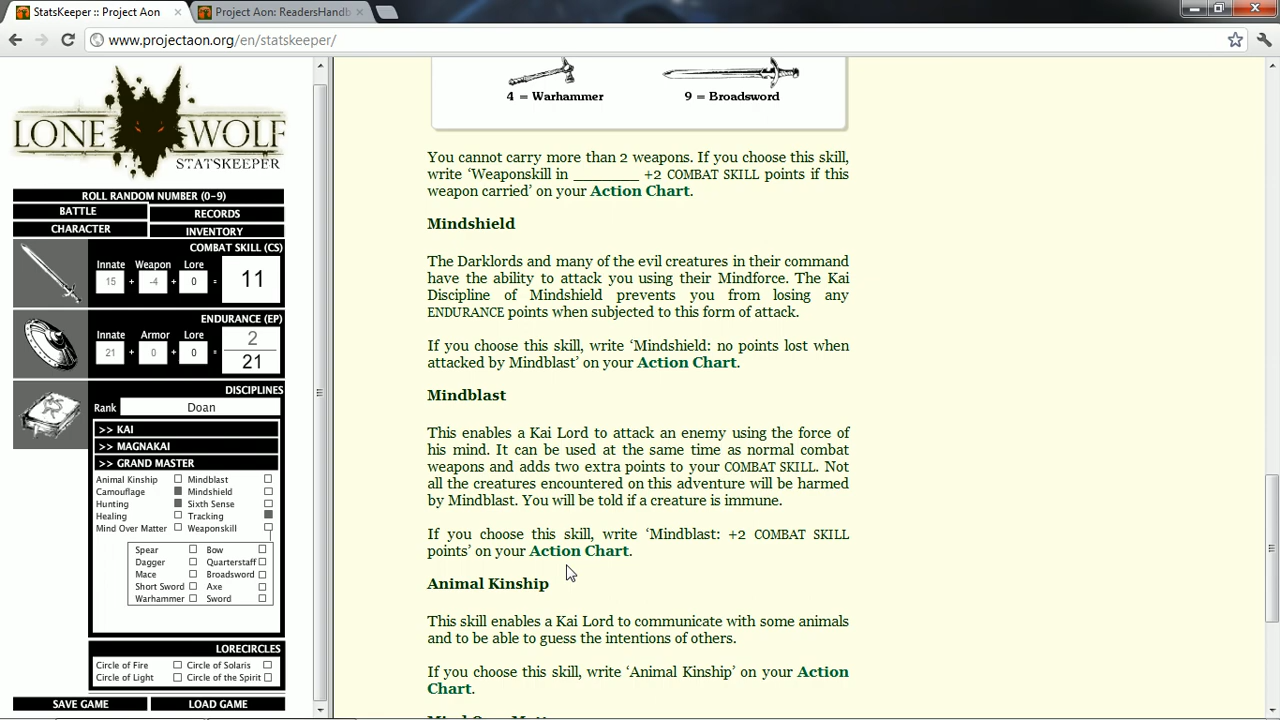 StatsKeeper :: Project Aon
Project Aon: ReadersHandb
www.projectaon.org/en/statskeeper/
LONE WOLF
STATSKEEPER
ROLL RANDOM NUMBER (0-9)
BATTLE RECORDS
CHARACTER INVENTORY
COMBAT SKILL (CS)
Innate Weapon Lore
15 + -4 + 0 = 11
ENDURANCE (EP)
Innate Armor Lore
21 + 0 + 0 = 2
21
DISCIPLINES
Rank Doan
>> KAI
>> MAGNAKAI
>> GRAND MASTER
Animal Kinship Mindblast
Camouflage Mindshield
Hunting Sixth Sense
Healing Tracking
Mind Over Matter Weaponskill
Spear Bow
Dagger Quarterstaff
Mace Broadsword
Short Sword Axe
Warhammer Sword
LORECIRCLES
Circle of Fire Circle of Solaris
Circle of Light Circle of the Spirit
SAVE GAME LOAD GAME
4 = Warhammer 9 = Broadsword
You cannot carry more than 2 weapons. If you choose this skill,
write ‘Weaponskill in _______ +2 COMBAT SKILL points if this
weapon carried’ on your Action Chart.
Mindshield
The Darklords and many of the evil creatures in their command
have the ability to attack you using their Mindforce. The Kai
Discipline of Mindshield prevents you from losing any
ENDURANCE points when subjected to this form of attack.
If you choose this skill, write ‘Mindshield: no points lost when
attacked by Mindblast’ on your Action Chart.
Mindblast
This enables a Kai Lord to attack an enemy using the force of
his mind. It can be used at the same time as normal combat
weapons and adds two extra points to your COMBAT SKILL. Not
all the creatures encountered on this adventure will be harmed
by Mindblast. You will be told if a creature is immune.
If you choose this skill, write ‘Mindblast: +2 COMBAT SKILL
points’ on your Action Chart.
Animal Kinship
This skill enables a Kai Lord to communicate with some animals
and to be able to guess the intentions of others.
If you choose this skill, write ‘Animal Kinship’ on your Action
Chart.
Mind Over Matter